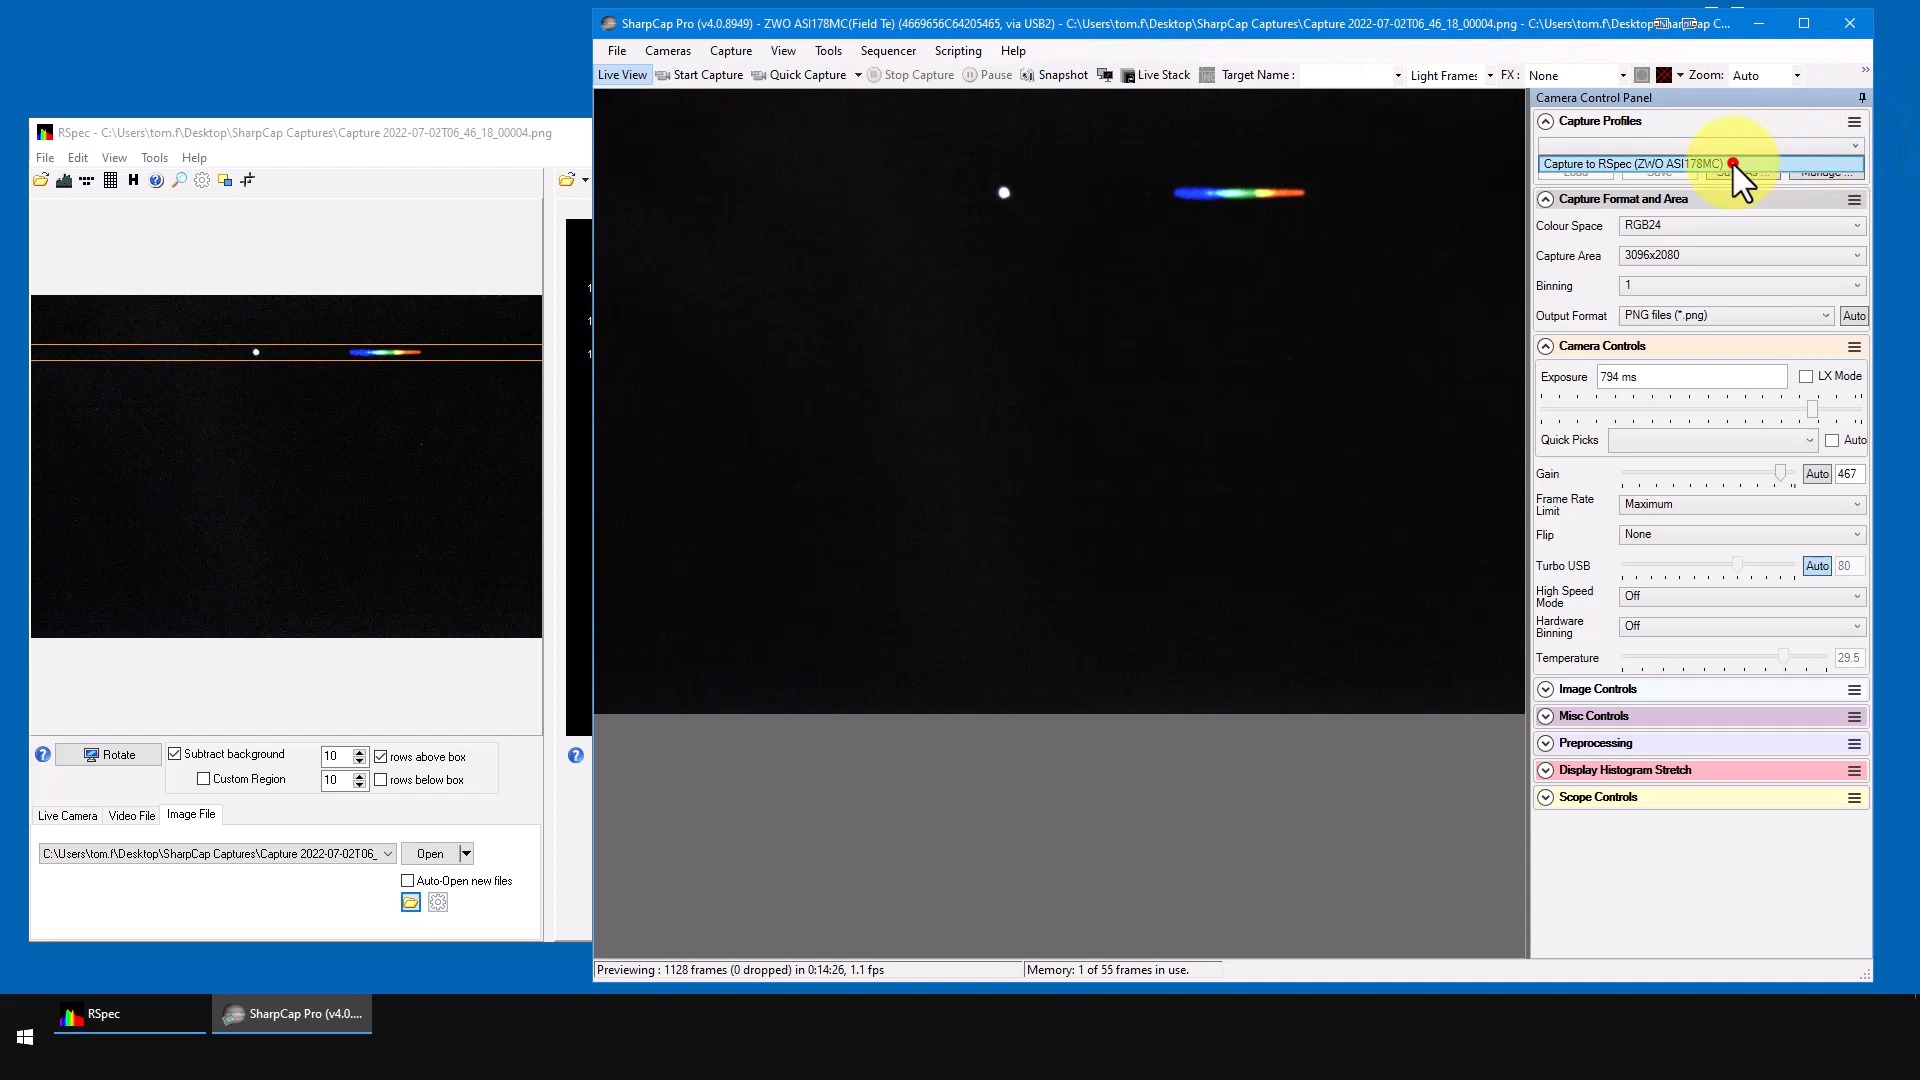 SharpCap Pro (v4.0.8949) - ZWO ASI178MC(Field Te) (4669656C64205465, via USB2) - C:\Users\tom.f\Desktop\SharpCap Captures\Capture 2022-07-02T06_46_18_00004.png - C:\Users\tom.f\Desktop\SharpCap C...
File Cameras Capture View Tools Sequencer Scripting Help
Live View Start Capture Quick Capture Stop Capture Pause Snapshot Live Stack Target Name : Light Frames FX : None Zoom: Auto
RSpec - C:\Users\tom.f\Desktop\SharpCap Captures\Capture 2022-07-02T06_46_18_00004.png
File Edit View Tools Help
H
1
1
1
Rotate
Subtract background
10
rows above box
Custom Region
10
rows below box
Live Camera Video File Image File
C:\Users\tom.f\Desktop\SharpCap Captures\Capture 2022-07-02T06_
Open
Auto-Open new files
Camera Control Panel
Capture Profiles
Capture to RSpec (ZWO ASI178MC)
Capture Format and Area
Colour Space RGB24
Capture Area 3096x2080
Binning 1
Output Format PNG files (*.png) Auto
Camera Controls
Exposure 794 ms LX Mode
Quick Picks Auto
Gain Auto 467
Frame Rate Limit Maximum
Flip None
Turbo USB Auto 80
High Speed Mode Off
Hardware Binning Off
Temperature 29.5
Image Controls
Misc Controls
Preprocessing
Display Histogram Stretch
Scope Controls
Previewing : 1128 frames (0 dropped) in 0:14:26, 1.1 fps
Memory: 1 of 55 frames in use.
RSpec
SharpCap Pro (v4.0....